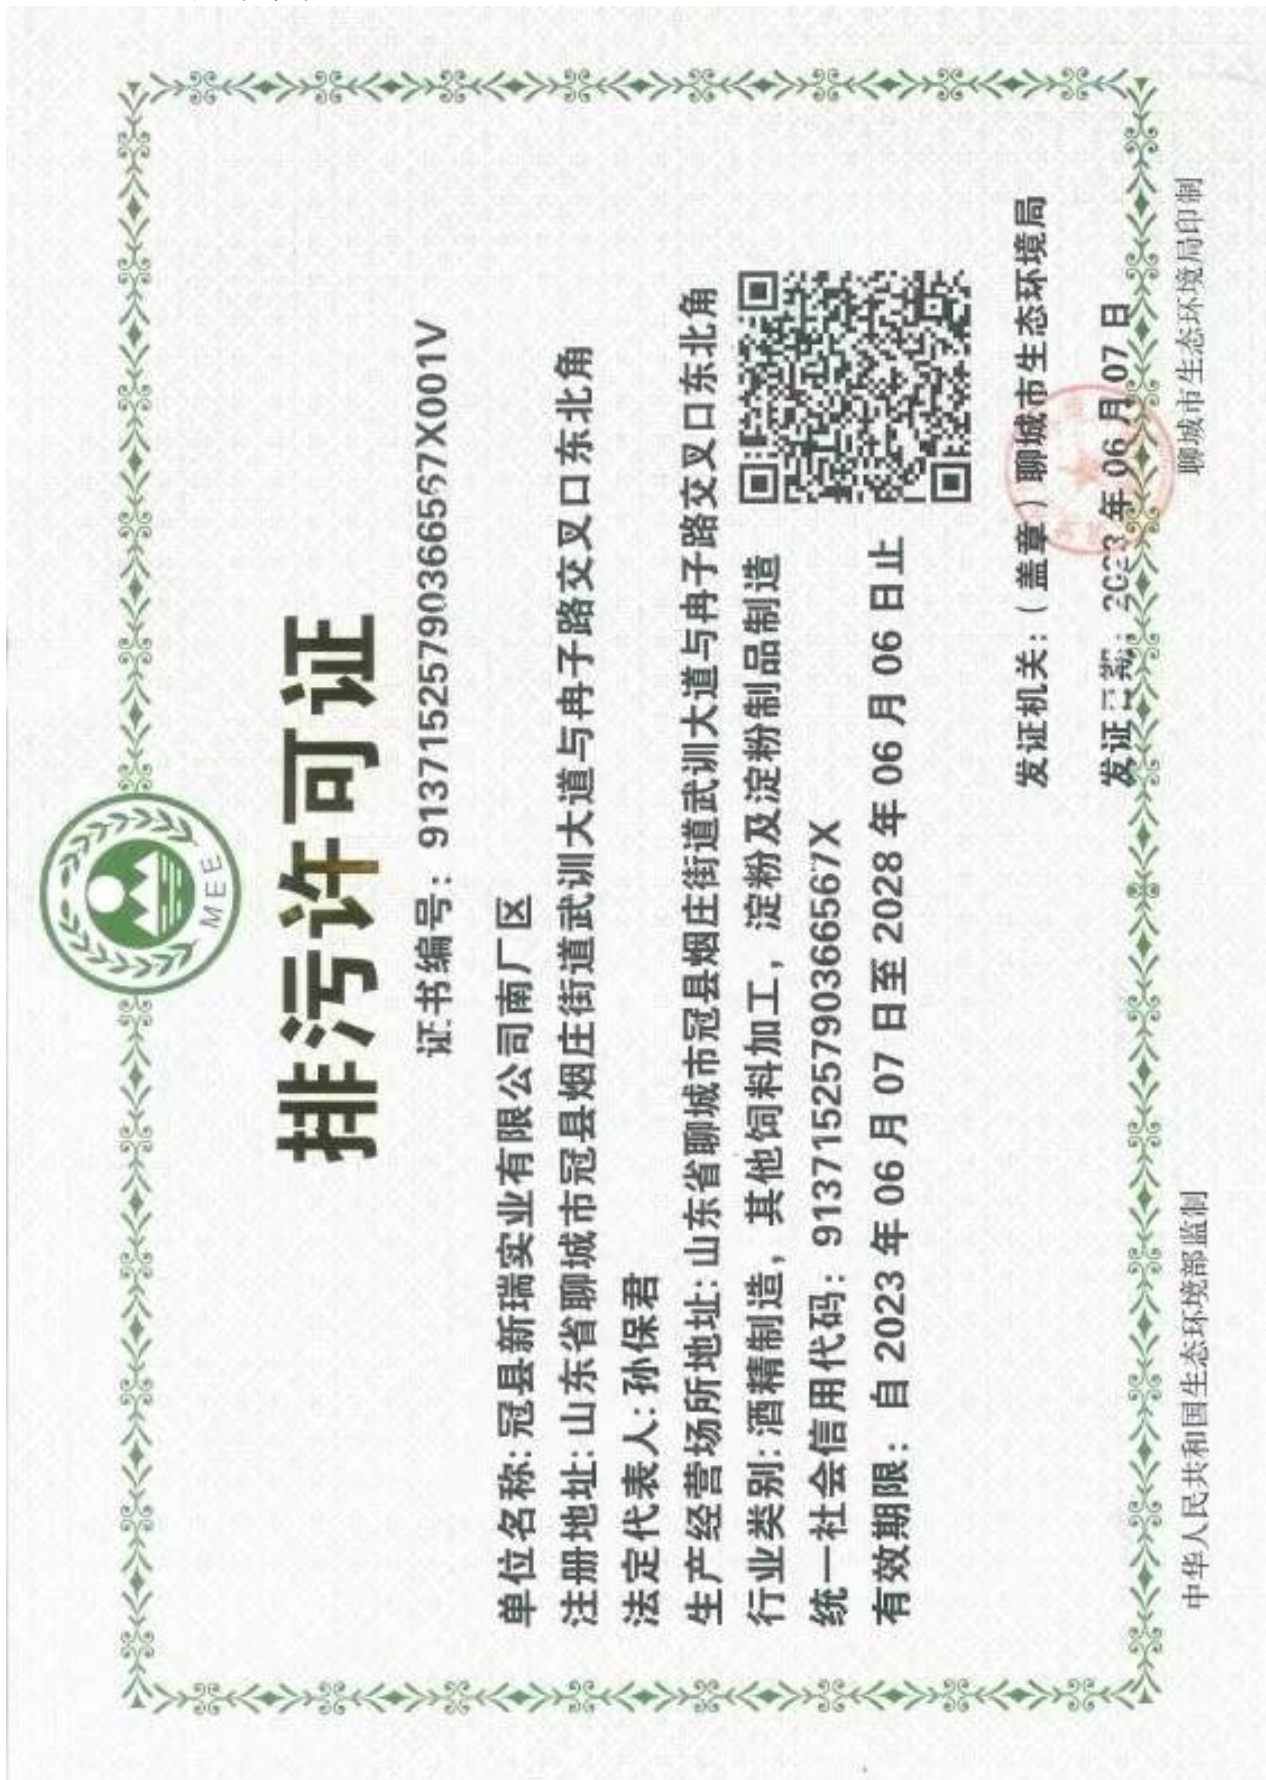 MEE
排污许可证
证书编号：91371525790366567X001V
单位名称：冠县新瑞实业有限公司南厂区
注册地址：山东省聊城市冠县烟庄街道武训大道与冉子路交叉口东北角
法定代表人：孙保君
生产经营场所地址：山东省聊城市冠县烟庄街道武训大道与冉子路交叉口东北角
行业类别：酒精制造，其他饲料加工，淀粉及淀粉制品制造
统一社会信用代码：91371525790366567X
有效期限：自2023年06月07日至2028年06月06日止
发证机关：（盖章）聊城市生态环境局
发证日期：2023年06月07日
中华人民共和国生态环境部监制
聊城市生态环境局印制